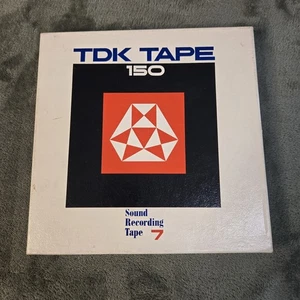 TDK TAPE
150
Sound
Recording
Tape 7